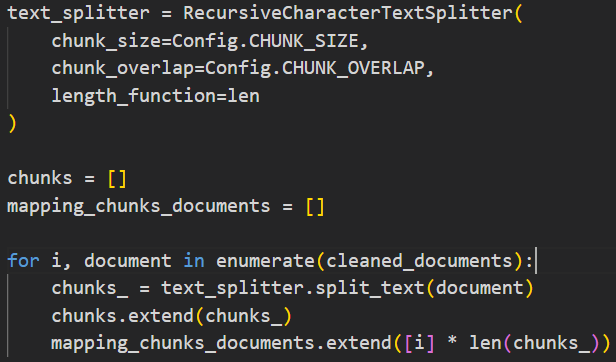 text_splitter = RecursiveCharacterTextSplitter(
    chunk_size=Config.CHUNK_SIZE,
    chunk_overlap=Config.CHUNK_OVERLAP,
    length_function=len
)

chunks = []
mapping_chunks_documents = []

for i, document in enumerate(cleaned_documents):
    chunks_ = text_splitter.split_text(document)
    chunks.extend(chunks_)
    mapping_chunks_documents.extend([i] * len(chunks_))